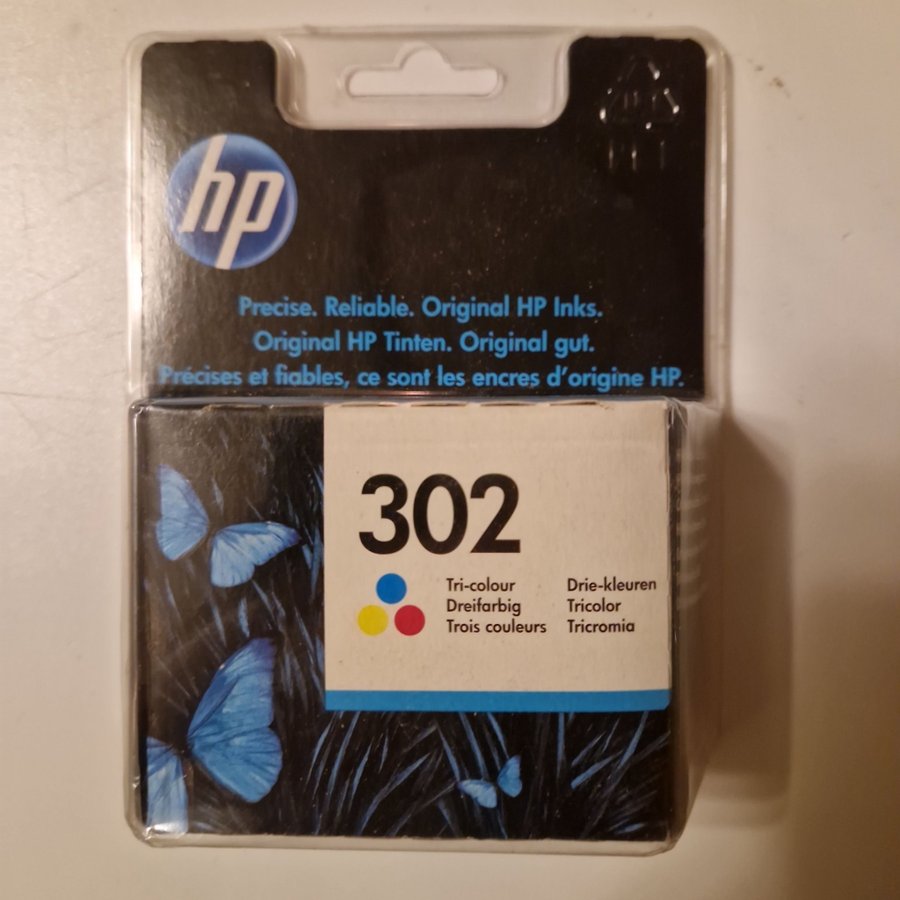 hp
Precise. Reliable. Original HP Inks.
Original HP Tinten. Original gut.
Précises et fiables, ce sont les encres d'origine HP.
302
Tri-colour Drie-kleuren
Dreifarbig Tricolor
Trois couleurs Tricromia